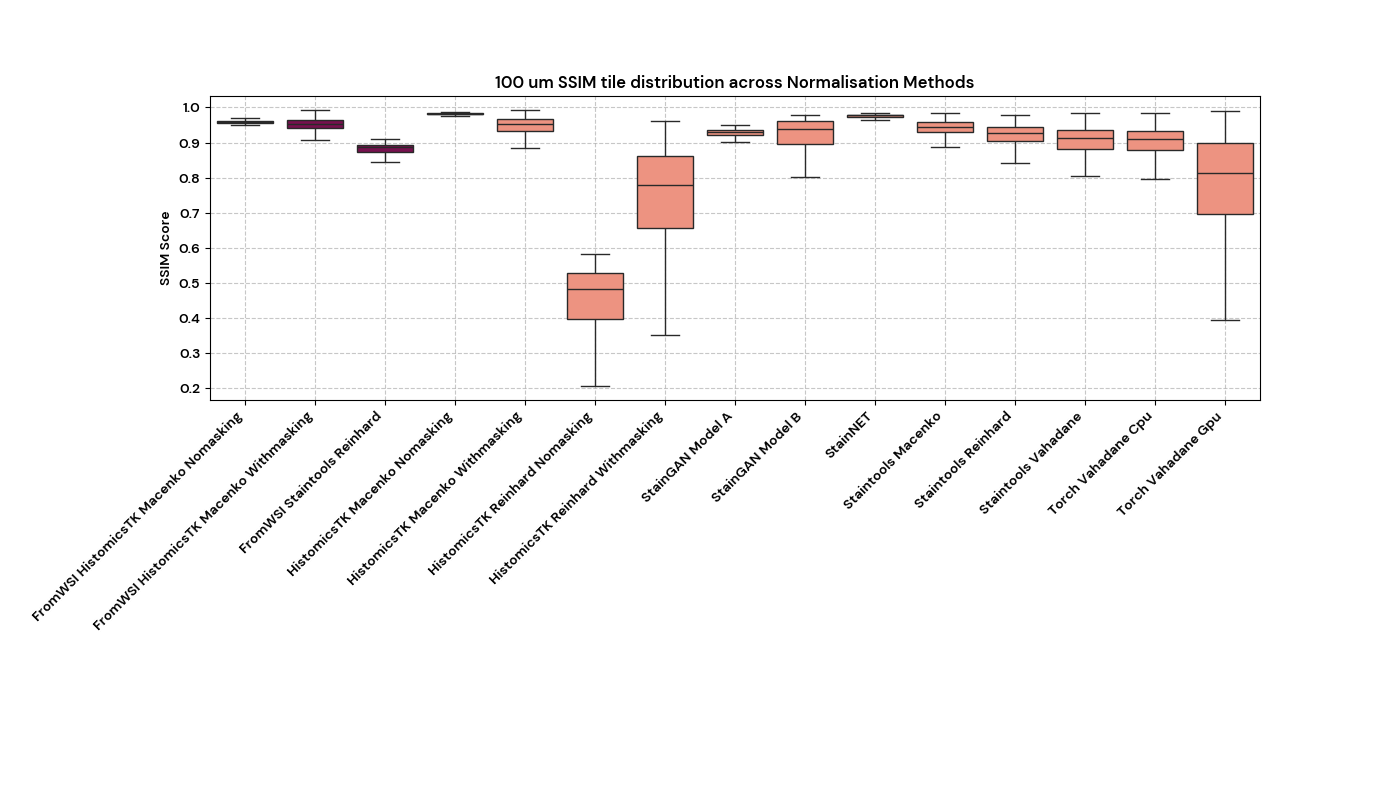 100 um SSIM tile distribution across Normalisation Methods
SSIM Score
1.0
0.9
0.8
0.7
0.6
0.5
0.4
0.3
0.2
FromWSI HistomicsTK Macenko Nomasking
FromWSI HistomicsTK Macenko Withmasking
FromWSI Staintools Reinhard
HistomicsTK Macenko Nomasking
HistomicsTK Macenko Withmasking
HistomicsTK Reinhard Nomasking
HistomicsTK Reinhard Withmasking
StainGAN Model A
StainGAN Model B
StainNET
Staintools Macenko
Staintools Reinhard
Staintools Vahadane
Torch Vahadane Cpu
Torch Vahadane Gpu